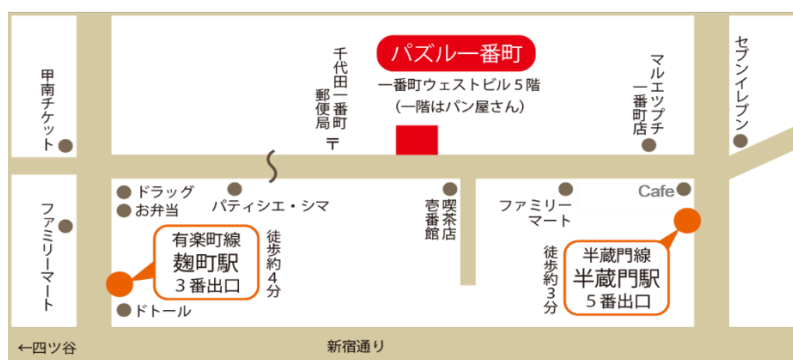 パズル一番町
一番町ウェストビル５階
（一階はパン屋さん）
千代田一番町
郵便局
〒
甲南チケット
マルエツプチ
一番町店
セブンイレブン
ドラッグ
お弁当
パティシエ・シマ
喫茶店
壱番館
ファミリー
マート
Cafe
ファミリーマート
有楽町線
麹町駅
３番出口
徒歩約４分
ドトール
徒歩約３分
半蔵門線
半蔵門駅
５番出口
←四ツ谷
新宿通り